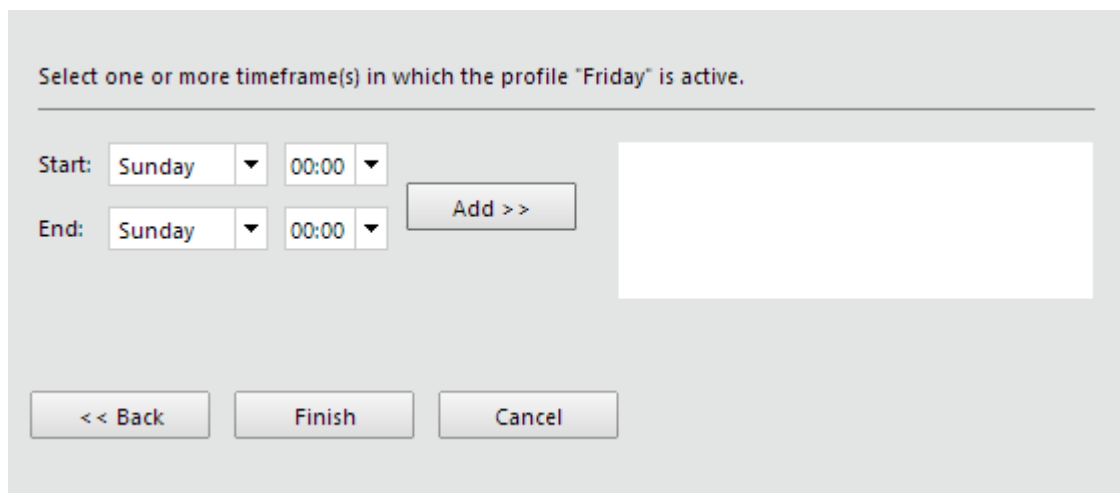 Select one or more timeframe(s) in which the profile "Friday" is active.
Start: Sunday 00:00
Add >>
End: Sunday 00:00
<< Back Finish Cancel